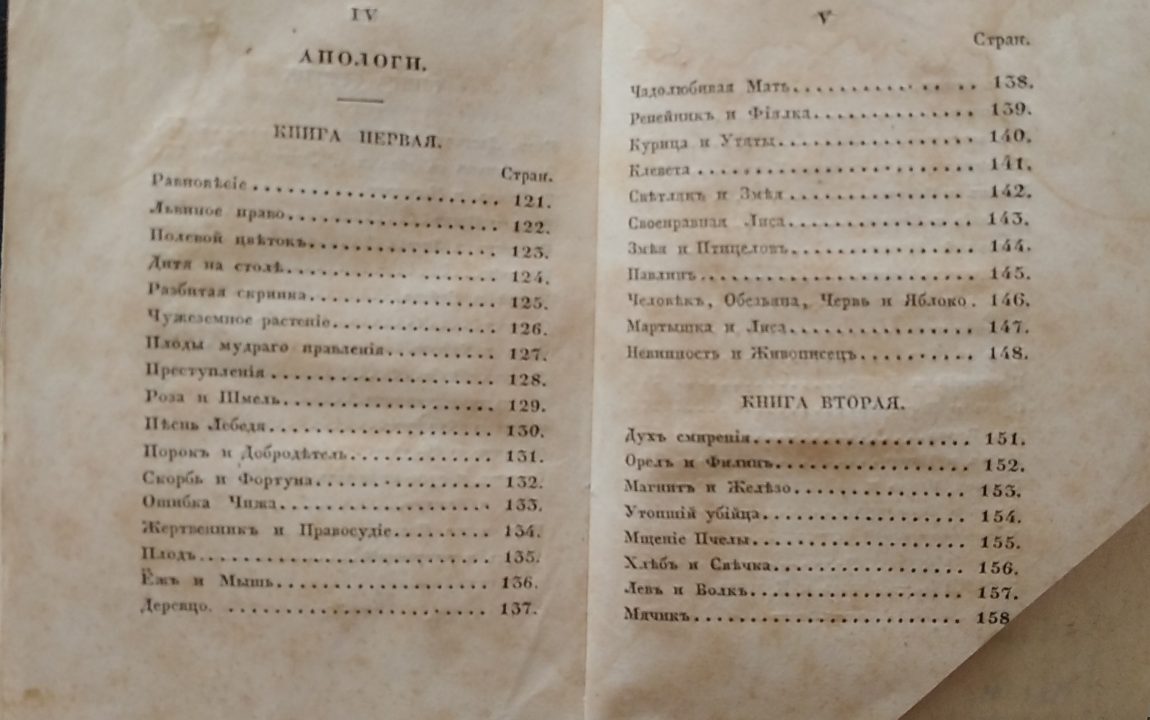 IV
АПОЛОГИ.
КНИГА ПЕРВАЯ.
Стран.
Равновѣсіе . . . . . . . . . . . . . . . . . . . . . . 121.
Львиное право. . . . . . . . . . . . . . . . . . . 122.
Полевой цвѣтокъ. . . . . . . . . . . . . . . . . 123.
Дитя на столѣ. . . . . . . . . . . . . . . . . . . 124.
Разбитая скрипка. . . . . . . . . . . . . . . . . 125.
Чужеземное растеніе. . . . . . . . . . . . . . . 126.
Плоды мудраго правленія. . . . . . . . . . 127.
Преступленія . . . . . . . . . . . . . . . . . . . . 128.
Роза и Шмель. . . . . . . . . . . . . . . . . . . 129.
Пѣснь Лебедя. . . . . . . . . . . . . . . . . . . . 130.
Порокъ и Добродѣтель. . . . . . . . . . . . . 131.
Скорбь и Фортуна. . . . . . . . . . . . . . . . 132.
Ошибка Чижа. . . . . . . . . . . . . . . . . . . 133.
Жертвенникъ и Правосудіе. . . . . . . . . 134.
Плодъ. . . . . . . . . . . . . . . . . . . . . . . . . . 135.
Ёжъ и Мышь. . . . . . . . . . . . . . . . . . . . 136.
Деревцо. . . . . . . . . . . . . . . . . . . . . . . . 137.
V
Стран.
Чадолюбивая Мать. . . . . . . . . . . . . . . . 138.
Репейникъ и Фіялка. . . . . . . . . . . . . . . 139.
Курица и Утяты. . . . . . . . . . . . . . . . . . 140.
Клевета . . . . . . . . . . . . . . . . . . . . . . . . . 141.
Свѣтлякъ и Змѣя . . . . . . . . . . . . . . . . 142.
Своенравная Лиса. . . . . . . . . . . . . . . . . 143.
Змѣя и Птицеловъ. . . . . . . . . . . . . . . . . 144.
Павлинъ. . . . . . . . . . . . . . . . . . . . . . . . . 145.
Человѣкъ, Обезьяна, Червь и Яблоко. 146.
Мартышка и Лиса. . . . . . . . . . . . . . . . . 147.
Невинность и Живописецъ. . . . . . . . . . 148.
КНИГА ВТОРАЯ.
Духъ смиренія. . . . . . . . . . . . . . . . . . . . 151.
Орелъ и Филинъ. . . . . . . . . . . . . . . . . . 152.
Магнитъ и Желѣзо. . . . . . . . . . . . . . . . 153.
Утопшій убійца. . . . . . . . . . . . . . . . . . . 154.
Мщеніе Пчелы. . . . . . . . . . . . . . . . . . . . 155.
Хлѣбъ и Свѣчка. . . . . . . . . . . . . . . . . . 156.
Левъ и Волкъ. . . . . . . . . . . . . . . . . . . . 157.
Мячикъ. . . . . . . . . . . . . . . . . . . . . . . . . 158